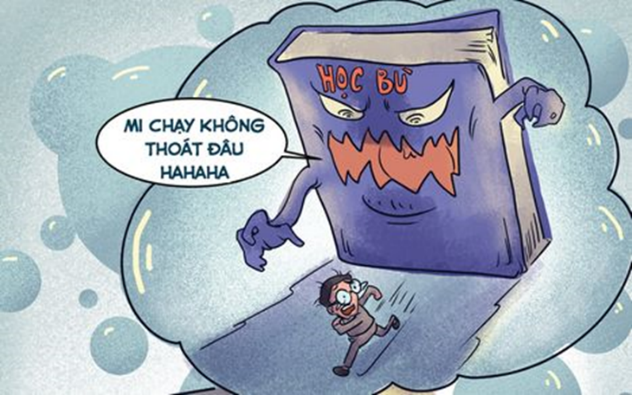 HỌC BÙ
MI CHẠY KHÔNG
THOÁT ĐÂU
HAHAHA